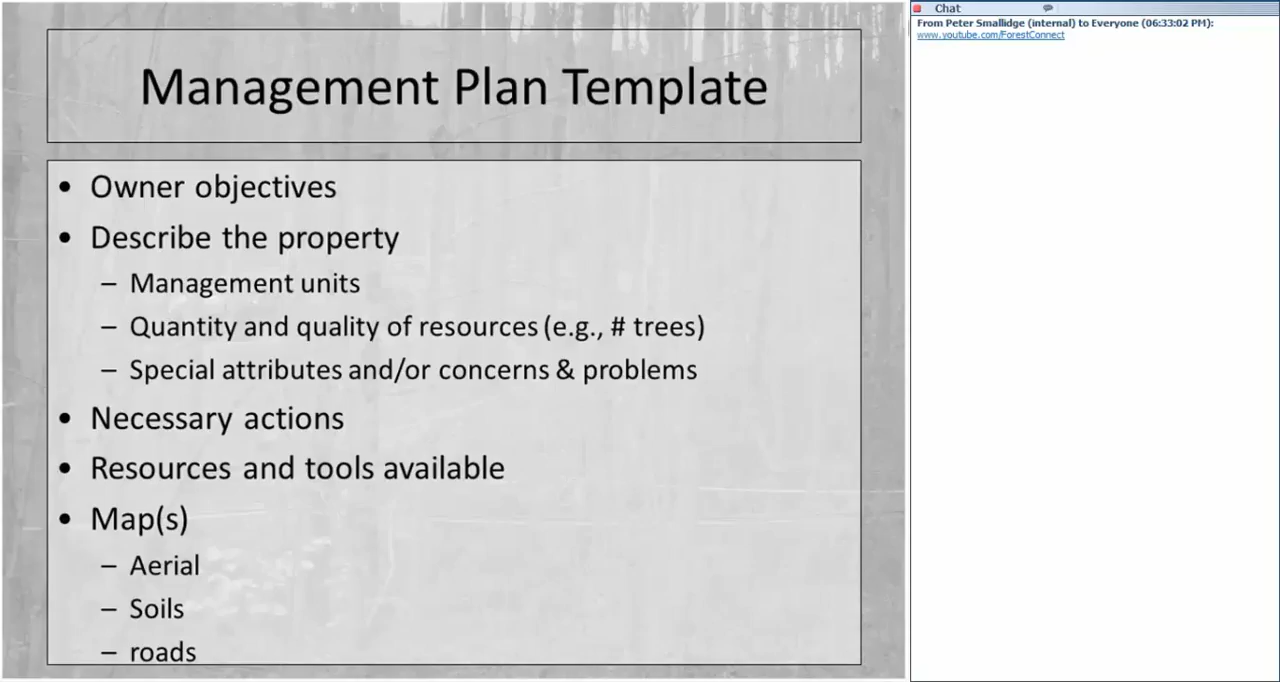 Management Plan Template
• Owner objectives
• Describe the property
– Management units
– Quantity and quality of resources (e.g., # trees)
– Special attributes and/or concerns & problems
• Necessary actions
• Resources and tools available
• Map(s)
– Aerial
– Soils
– roads
Chat
From Peter Smallidge (internal) to Everyone (06:33:02 PM):
www.youtube.com/ForestConnect